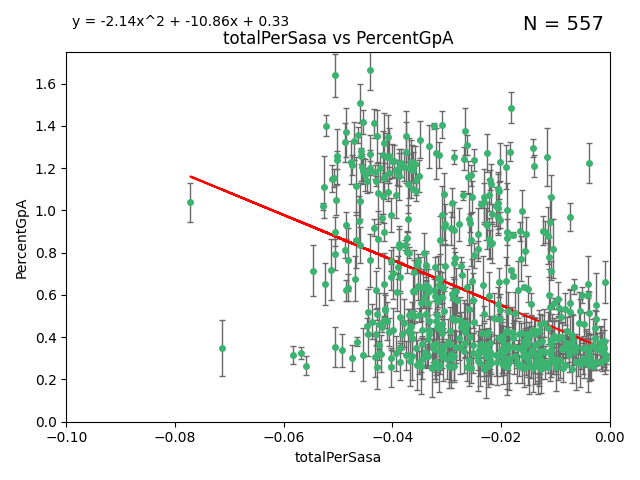 y = -2.14x^2 + -10.86x + 0.33
N = 557
totalPerSasa vs PercentGpA
1.6
1.4
1.2
1.0
0.8
0.6
0.4
0.2
0.0
PercentGpA
−0.10 −0.08 −0.06 −0.04 −0.02 0.00
totalPerSasa